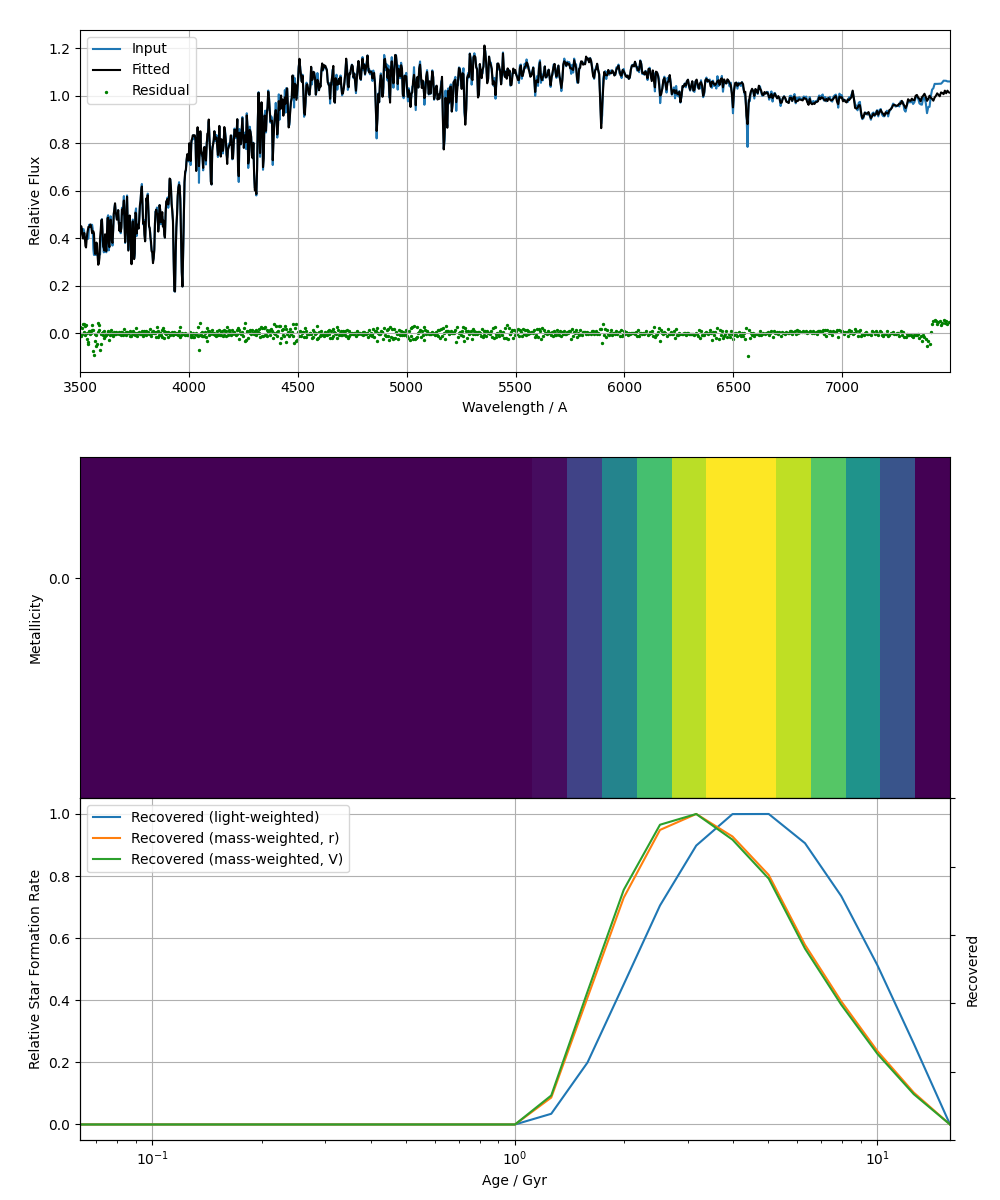 Input
Fitted
Residual
Relative Flux
1.2
1.0
0.8
0.6
0.4
0.2
0.0
3500 4000 4500 5000 5500 6000 6500 7000
Wavelength / A
Metallicity
0.0
Recovered (light-weighted)
Recovered (mass-weighted, r)
Recovered (mass-weighted, V)
Relative Star Formation Rate
1.0
0.8
0.6
0.4
0.2
0.0
Recovered
10⁻¹ 10⁰ 10¹
Age / Gyr